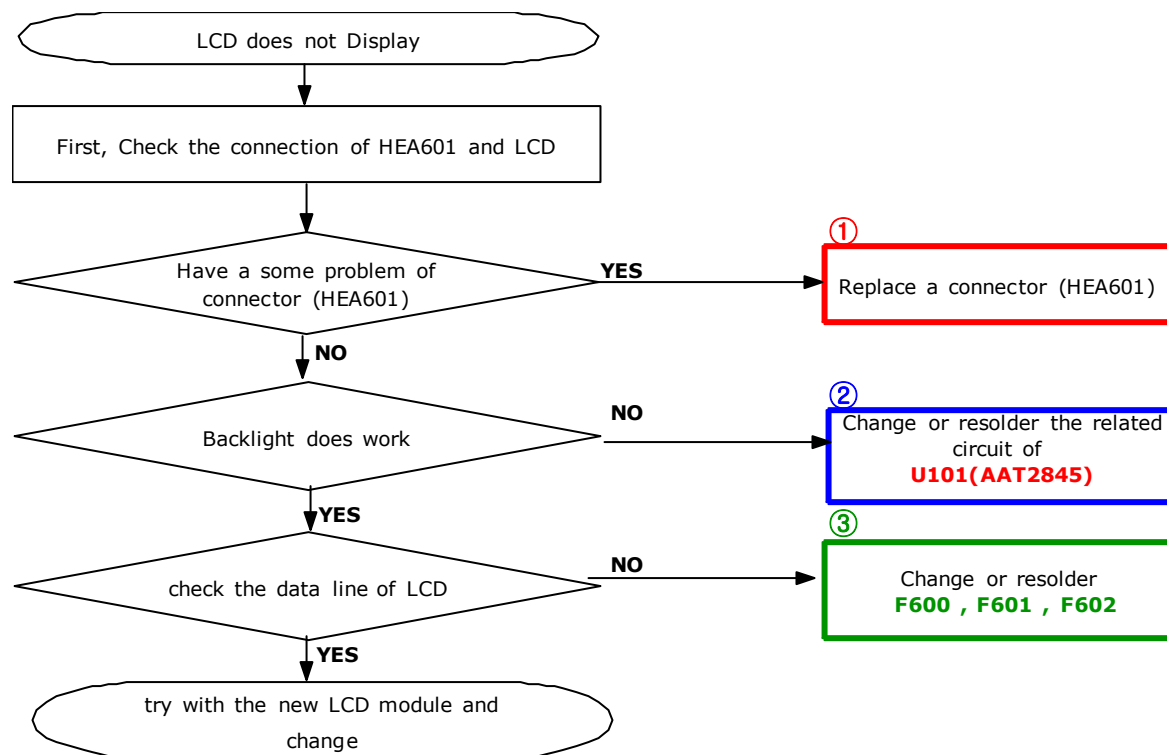 LCD does not Display
First, Check the connection of HEA601 and LCD
①
Have a some problem of
connector (HEA601)
YES
Replace a connector (HEA601)
NO
②
Backlight does work
NO
Change or resolder the related
circuit of
U101(AAT2845)
YES
③
check the data line of LCD
NO
Change or resolder
F600 , F601 , F602
YES
try with the new LCD module and
change